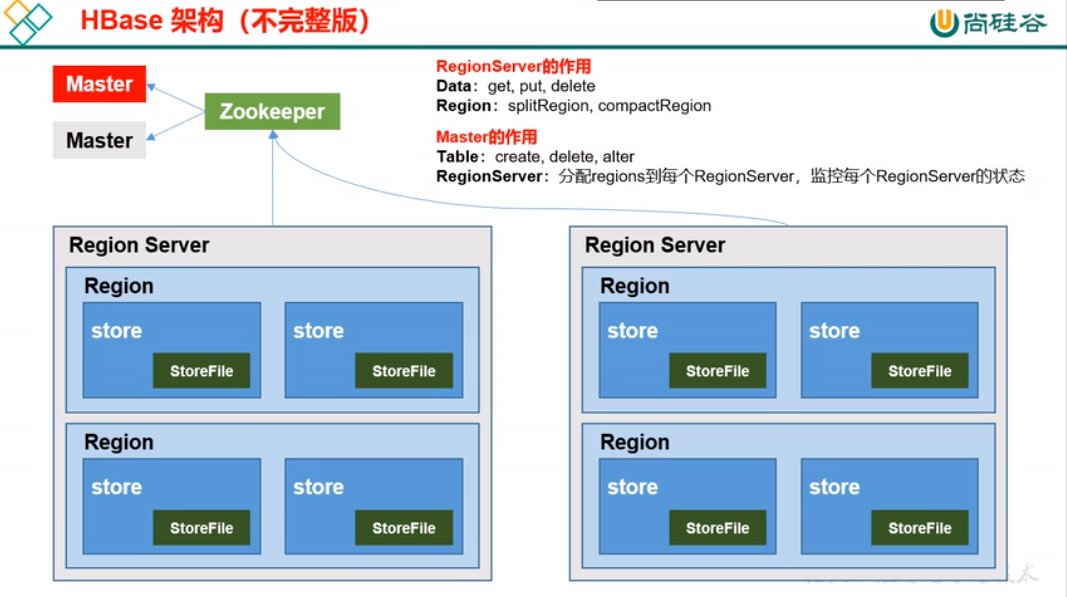 HBase 架构（不完整版）
尚硅谷
Master
Master
Zookeeper
RegionServer的作用
Data：get, put, delete
Region：splitRegion, compactRegion
Master的作用
Table：create, delete, alter
RegionServer：分配regions到每个RegionServer，监控每个RegionServer的状态
Region Server
Region
store
StoreFile
store
StoreFile
Region
store
StoreFile
store
StoreFile
Region Server
Region
store
StoreFile
store
StoreFile
Region
store
StoreFile
store
StoreFile